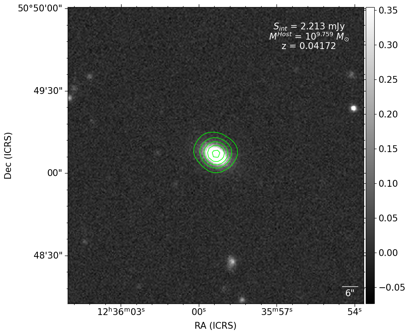 50°50'00"
S_int = 2.213 mJy
M^Host = 10^9.759 M_⊙
z = 0.04172
0.35
0.30
49'30"
0.25
0.20
Dec (ICRS)
0.15
00"
0.10
0.05
48'30"
0.00
−0.05
6"
12ʰ36ᵐ03ˢ
00ˢ
35ᵐ57ˢ
54ˢ
RA (ICRS)